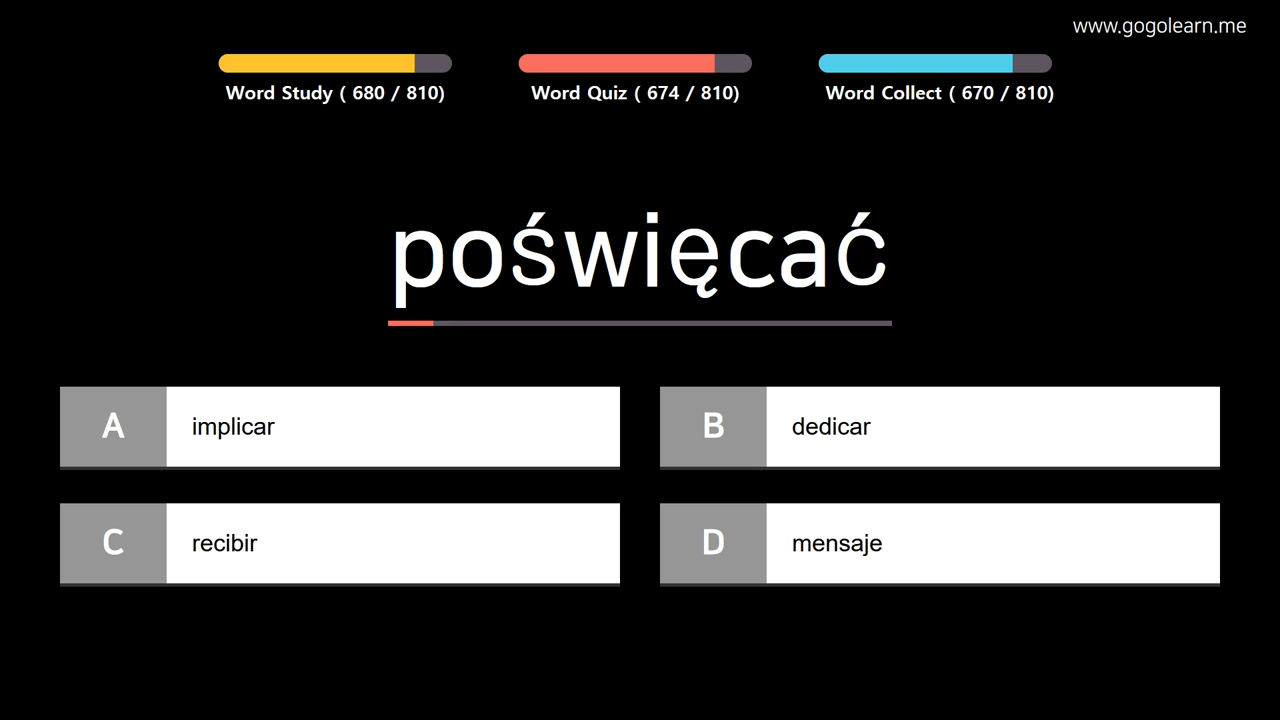 www.gogolearn.me
Word Study ( 680 / 810)
Word Quiz ( 674 / 810)
Word Collect ( 670 / 810)
poświęcać
A
implicar
B
dedicar
C
recibir
D
mensaje